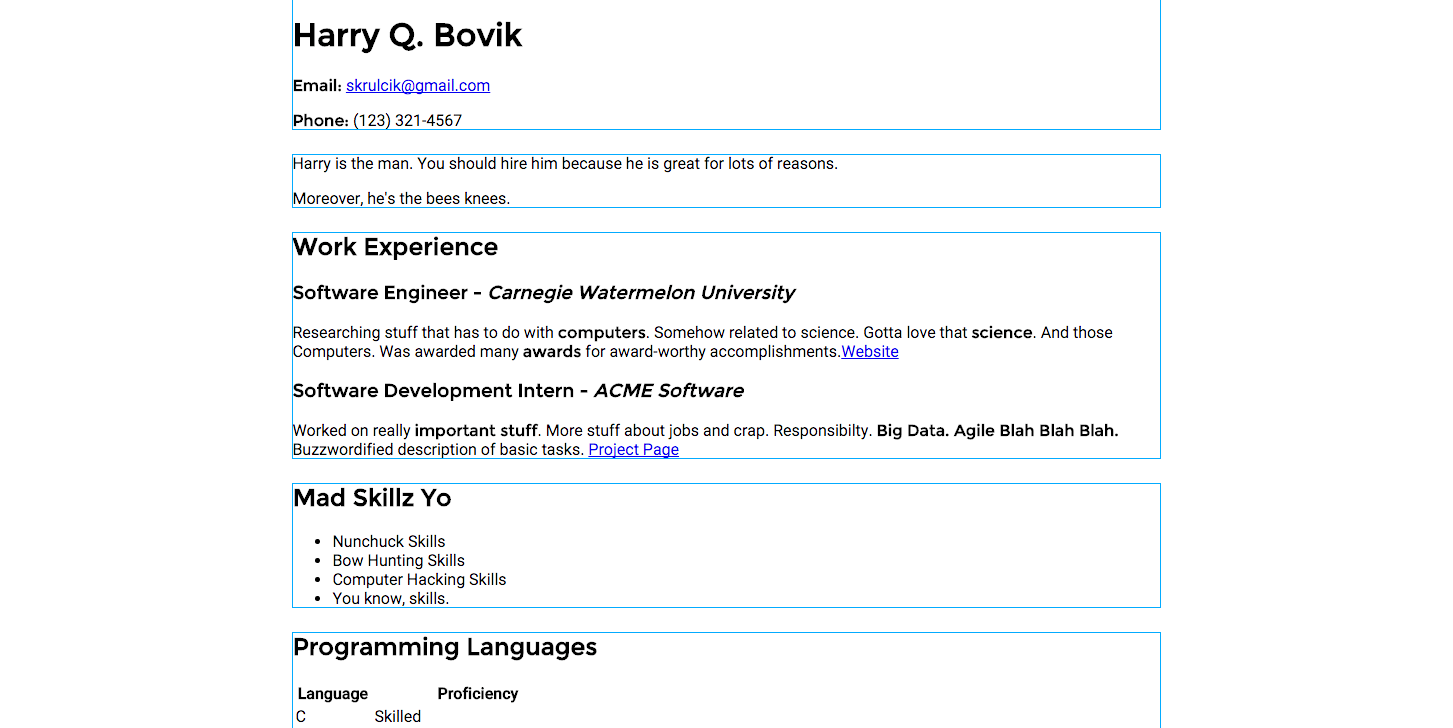 Harry Q. Bovik
Email: skrulcik@gmail.com
Phone: (123) 321-4567
Harry is the man. You should hire him because he is great for lots of reasons.
Moreover, he's the bees knees.
Work Experience
Software Engineer - Carnegie Watermelon University
Researching stuff that has to do with computers. Somehow related to science. Gotta love that science. And those
Computers. Was awarded many awards for award-worthy accomplishments.Website
Software Development Intern - ACME Software
Worked on really important stuff. More stuff about jobs and crap. Responsibilty. Big Data. Agile Blah Blah Blah.
Buzzwordified description of basic tasks. Project Page
Mad Skillz Yo
• Nunchuck Skills
• Bow Hunting Skills
• Computer Hacking Skills
• You know, skills.
Programming Languages
Language Proficiency
C Skilled